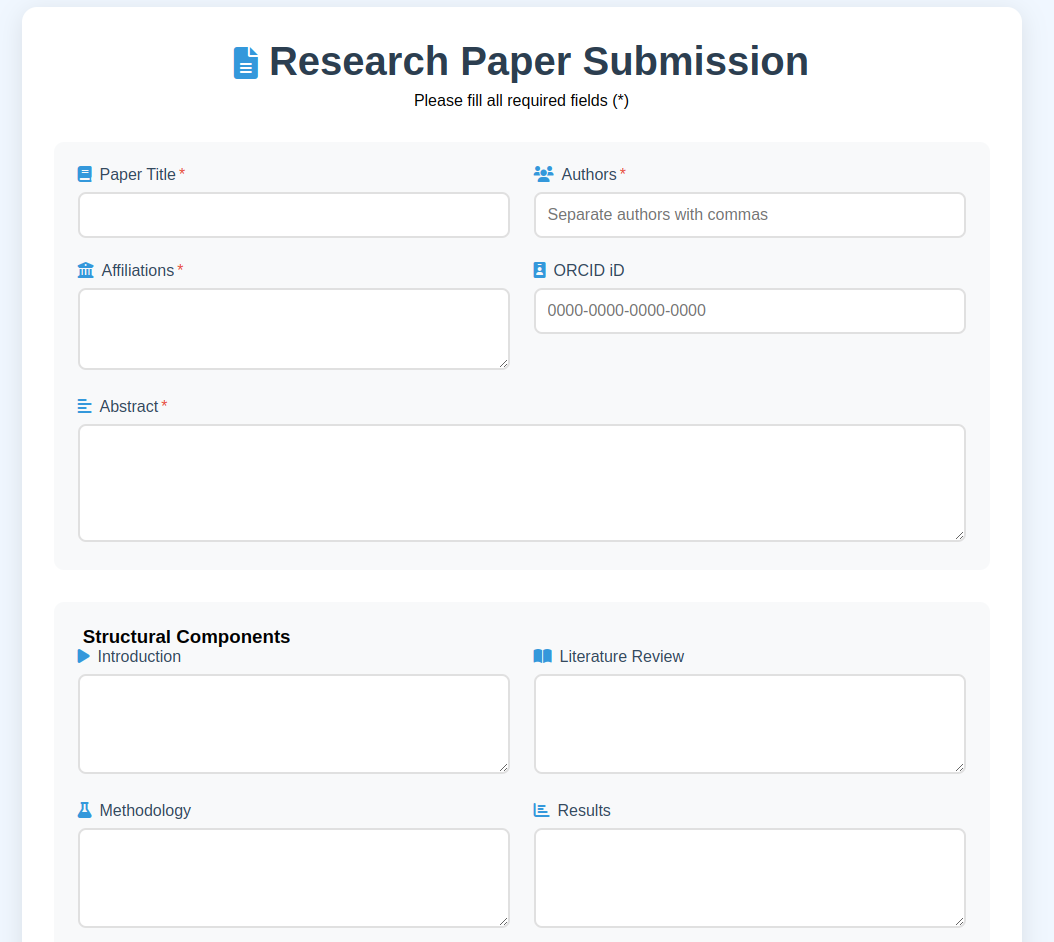 Research Paper Submission
Please fill all required fields (*)
Paper Title *
Authors *
Separate authors with commas
Affiliations *
ORCID iD
0000-0000-0000-0000
Abstract *
Structural Components
Introduction
Literature Review
Methodology
Results